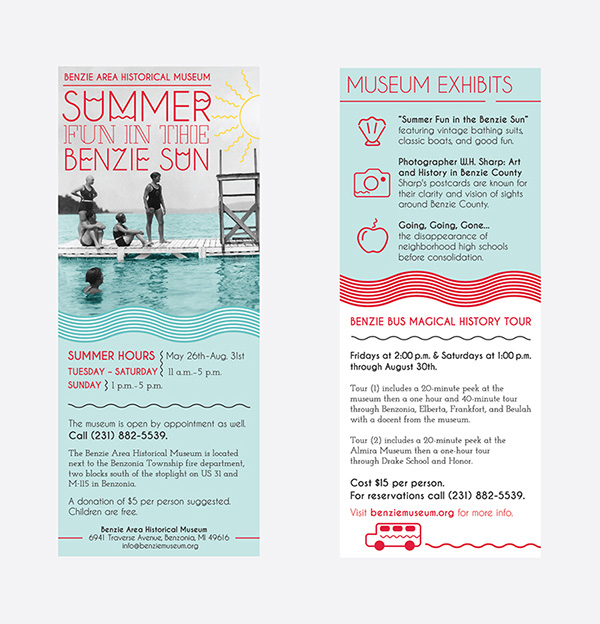 BENZIE AREA HISTORICAL MUSEUM
SUMMER
FUN IN THE
BENZIE SUN
SUMMER HOURS May 26th-Aug. 31st
TUESDAY – SATURDAY 11 a.m.–5 p.m.
SUNDAY 1 p.m.–5 p.m.
The museum is open by appointment as well.
Call (231) 882-5539.
The Benzie Area Historical Museum is located
next to the Benzonia Township fire department,
two blocks south of the stoplight on US 31 and
M-115 in Benzonia.
A donation of $5 per person suggested.
Children are free.
Benzie Area Historical Museum
6941 Traverse Avenue, Benzonia, MI 49616
info@benziemuseum.org
MUSEUM EXHIBITS
"Summer Fun in the Benzie Sun"
featuring vintage bathing suits,
classic boats, and good fun.
Photographer W.H. Sharp: Art
and History in Benzie County
Sharp's postcards are known for
their clarity and vision of sights
around Benzie County.
Going, Going, Gone...
the disappearance of
neighborhood high schools
before consolidation.
BENZIE BUS MAGICAL HISTORY TOUR
Fridays at 2:00 p.m. & Saturdays at 1:00 p.m.
through August 30th.
Tour (1) includes a 20-minute peek at the
museum then a one hour and 40-minute tour
through Benzonia, Elberta, Frankfort, and Beulah
with a docent from the museum.
Tour (2) includes a 20-minute peek at the
Almira Museum then a one-hour tour
through Drake School and Honor.
Cost $15 per person.
For reservations call (231) 882-5539.
Visit benziemuseum.org for more info.